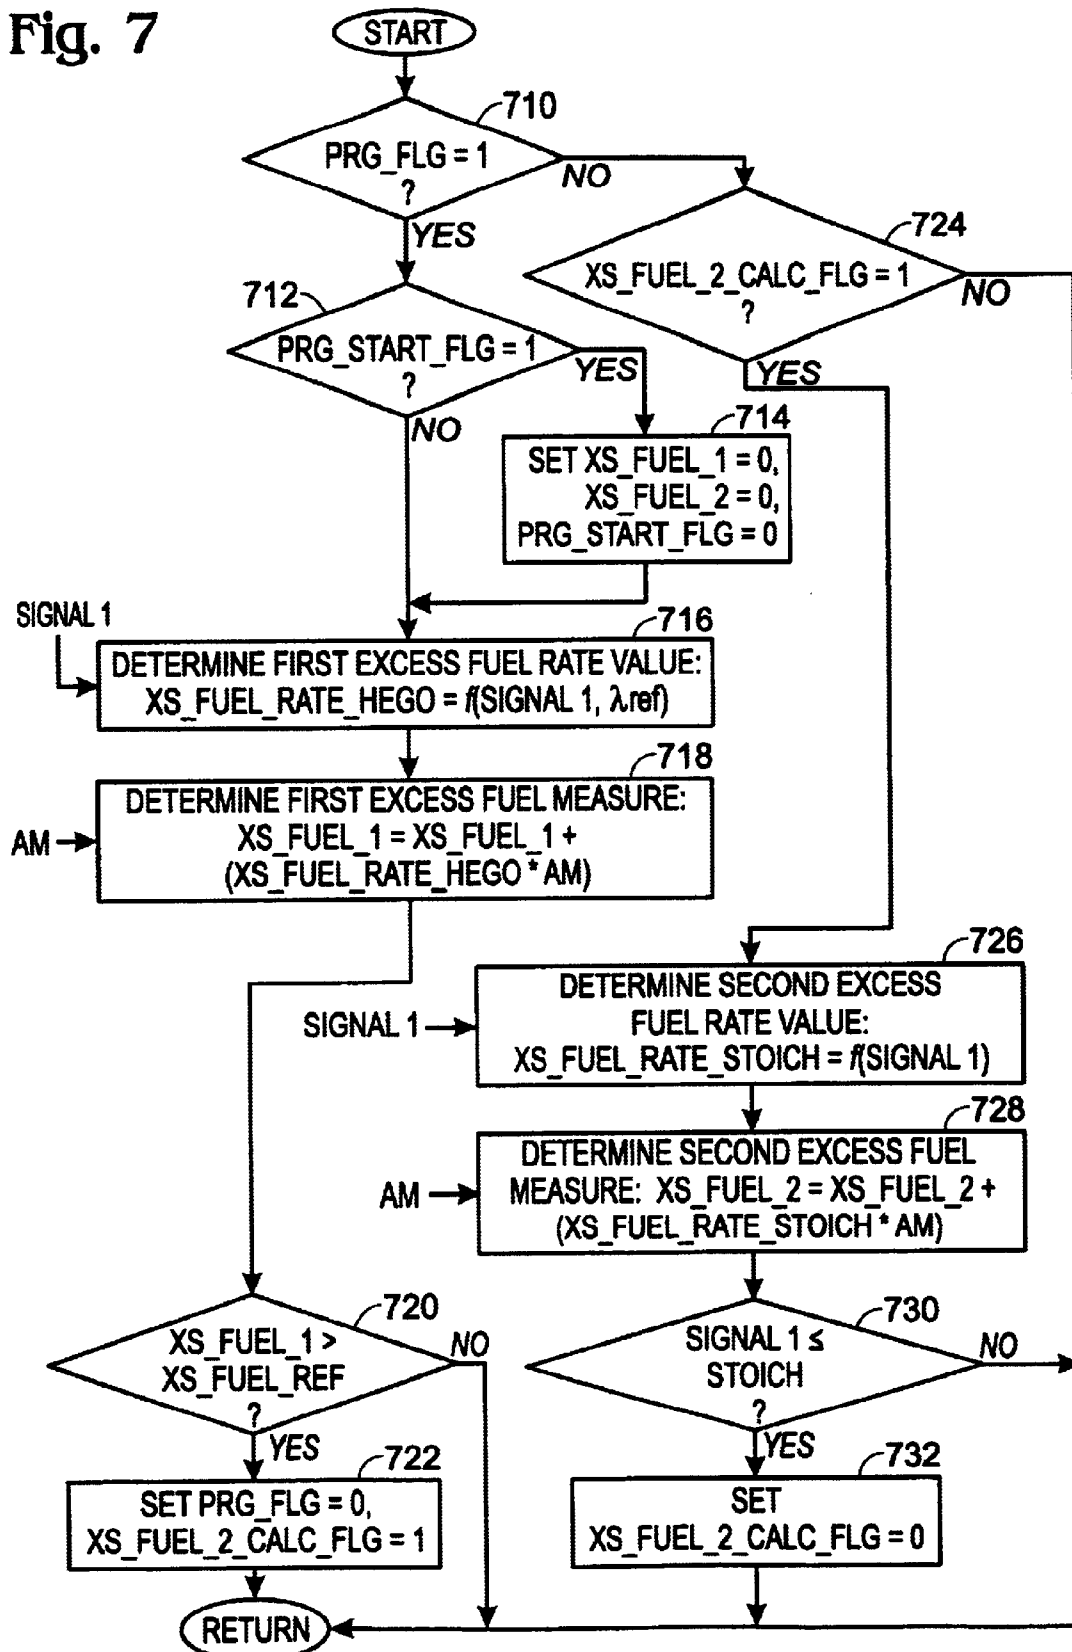 Fig. 7
START
710
PRG_FLG = 1
?
NO
YES
724
XS_FUEL_2_CALC_FLG = 1
?
NO
YES
712
PRG_START_FLG = 1
?
YES
NO
714
SET XS_FUEL_1 = 0,
XS_FUEL_2 = 0,
PRG_START_FLG = 0
SIGNAL 1
716
DETERMINE FIRST EXCESS FUEL RATE VALUE:
XS_FUEL_RATE_HEGO = f(SIGNAL 1, λref)
718
AM
DETERMINE FIRST EXCESS FUEL MEASURE:
XS_FUEL_1 = XS_FUEL_1 +
(XS_FUEL_RATE_HEGO * AM)
726
SIGNAL 1
DETERMINE SECOND EXCESS
FUEL RATE VALUE:
XS_FUEL_RATE_STOICH = f(SIGNAL 1)
728
AM
DETERMINE SECOND EXCESS FUEL
MEASURE: XS_FUEL_2 = XS_FUEL_2 +
(XS_FUEL_RATE_STOICH * AM)
720
XS_FUEL_1 >
XS_FUEL_REF
?
NO
YES
730
SIGNAL 1 ≤
STOICH
?
NO
YES
722
SET PRG_FLG = 0,
XS_FUEL_2_CALC_FLG = 1
732
SET
XS_FUEL_2_CALC_FLG = 0
RETURN